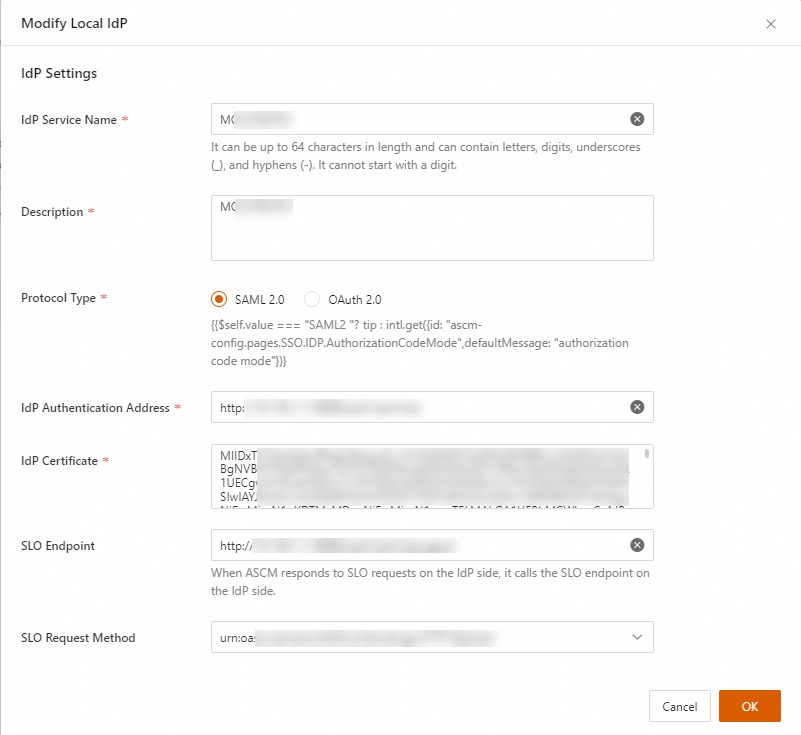 Modify Local IdP
IdP Settings
IdP Service Name *
It can be up to 64 characters in length and can contain letters, digits, underscores
(_), and hyphens (-). It cannot start with a digit.
Description *
Protocol Type *
SAML 2.0
OAuth 2.0
{{$self.value === "SAML2 "? tip : intl.get({id: "ascm-
config.pages.SSO.IDP.AuthorizationCodeMode",defaultMessage: "authorization
code mode"})}}
IdP Authentication Address *
http:
IdP Certificate *
MIIDxT
BgNVB
SLO Endpoint
http://
When ASCM responds to SLO requests on the IdP side, it calls the SLO endpoint on
the IdP side.
SLO Request Method
urn:oas
Cancel
OK